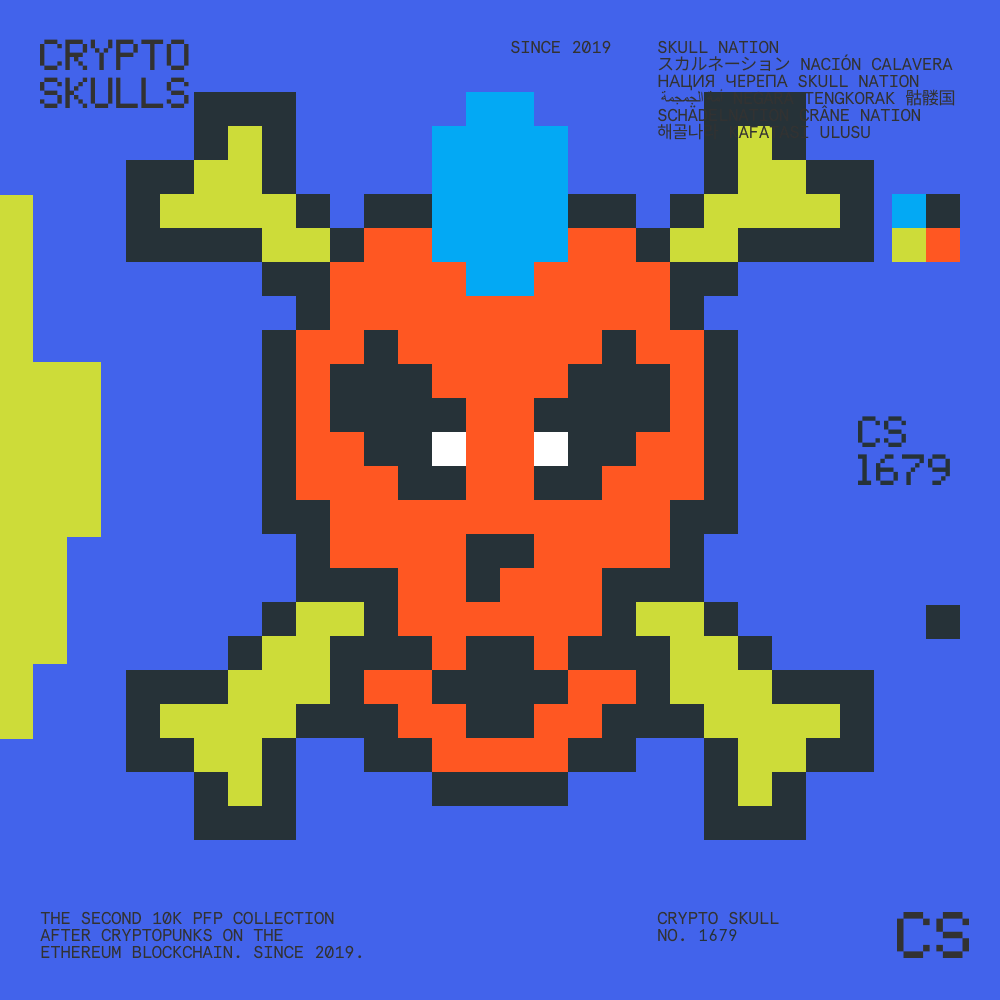 CRYPTO
SKULLS
SINCE 2019
SKULL NATION
スカルネーション NACIÓN CALAVERA
НАЦИЯ ЧЕРЕПА SKULL NATION
الجمجمة TENGKORAK 骷髅国
CRÂNE NATION
ULUSU
CS
1679
THE SECOND 10K PFP COLLECTION
AFTER CRYPTOPUNKS ON THE
ETHEREUM BLOCKCHAIN. SINCE 2019.
CRYPTO SKULL
NO. 1679
CS